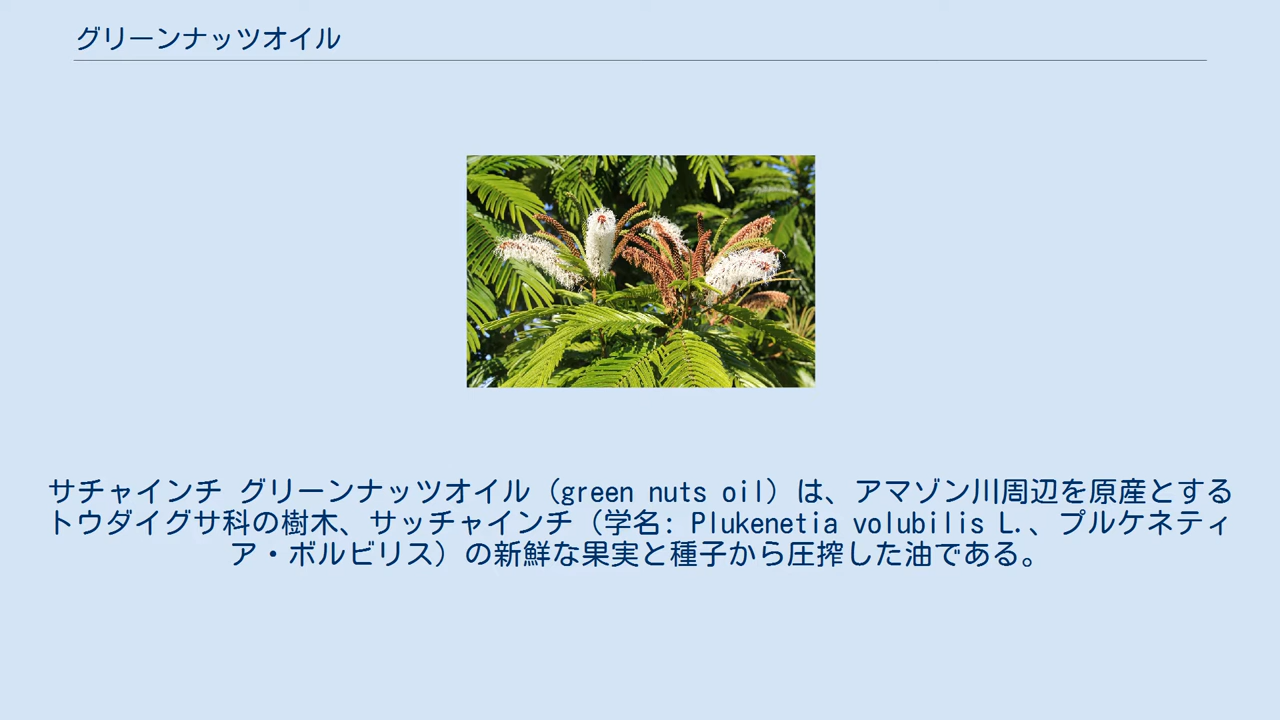 グリーンナッツオイル
サチャインチ グリーンナッツオイル（green nuts oil）は、アマゾン川周辺を原産とする
トウダイグサ科の樹木、サッチャインチ（学名: Plukenetia volubilis L.、プルケネティ
ア・ボルビリス）の新鮮な果実と種子から圧搾した油である。